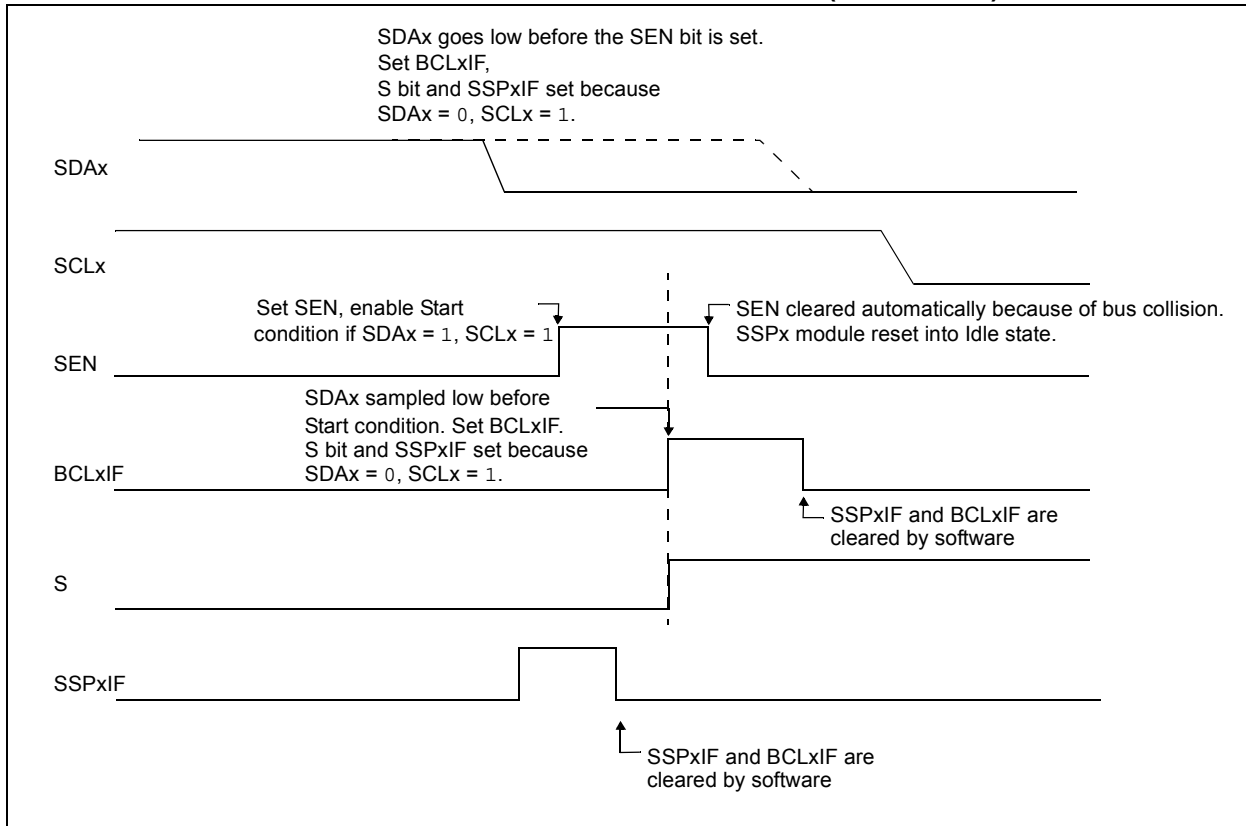 SDAx goes low before the SEN bit is set.
Set BCLxIF,
S bit and SSPxIF set because
SDAx = 0, SCLx = 1.
SDAx
SCLx
Set SEN, enable Start
condition if SDAx = 1, SCLx = 1
SEN cleared automatically because of bus collision.
SSPx module reset into Idle state.
SEN
SDAx sampled low before
Start condition. Set BCLxIF.
S bit and SSPxIF set because
SDAx = 0, SCLx = 1.
BCLxIF
SSPxIF and BCLxIF are
cleared by software
S
SSPxIF
SSPxIF and BCLxIF are
cleared by software